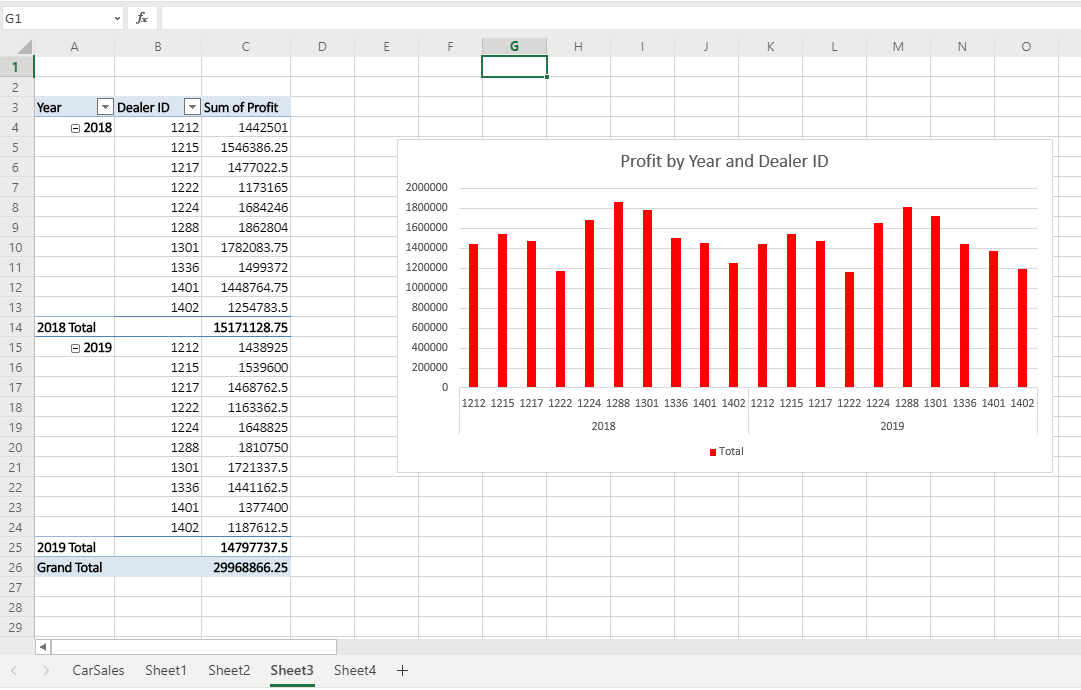 G1 fx
A B C D E F G H I J K L M N O
1
2
3 Year Dealer ID Sum of Profit
4 2018 1212 1442501
5 1215 1546386.25
6 1217 1477022.5
7 1222 1173165
8 1224 1684246
9 1288 1862804
10 1301 1782083.75
11 1336 1499372
12 1401 1448764.75
13 1402 1254783.5
14 2018 Total 15171128.75
15 2019 1212 1438925
16 1215 1539600
17 1217 1468762.5
18 1222 1163362.5
19 1224 1648825
20 1288 1810750
21 1301 1721337.5
22 1336 1441162.5
23 1401 1377400
24 1402 1187612.5
25 2019 Total 14797737.5
26 Grand Total 29968866.25
27
28
29
Profit by Year and Dealer ID
2000000
1800000
1600000
1400000
1200000
1000000
800000
600000
400000
200000
0
1212 1215 1217 1222 1224 1288 1301 1336 1401 1402 1212 1215 1217 1222 1224 1288 1301 1336 1401 1402
2018 2019
Total
CarSales Sheet1 Sheet2 Sheet3 Sheet4 +